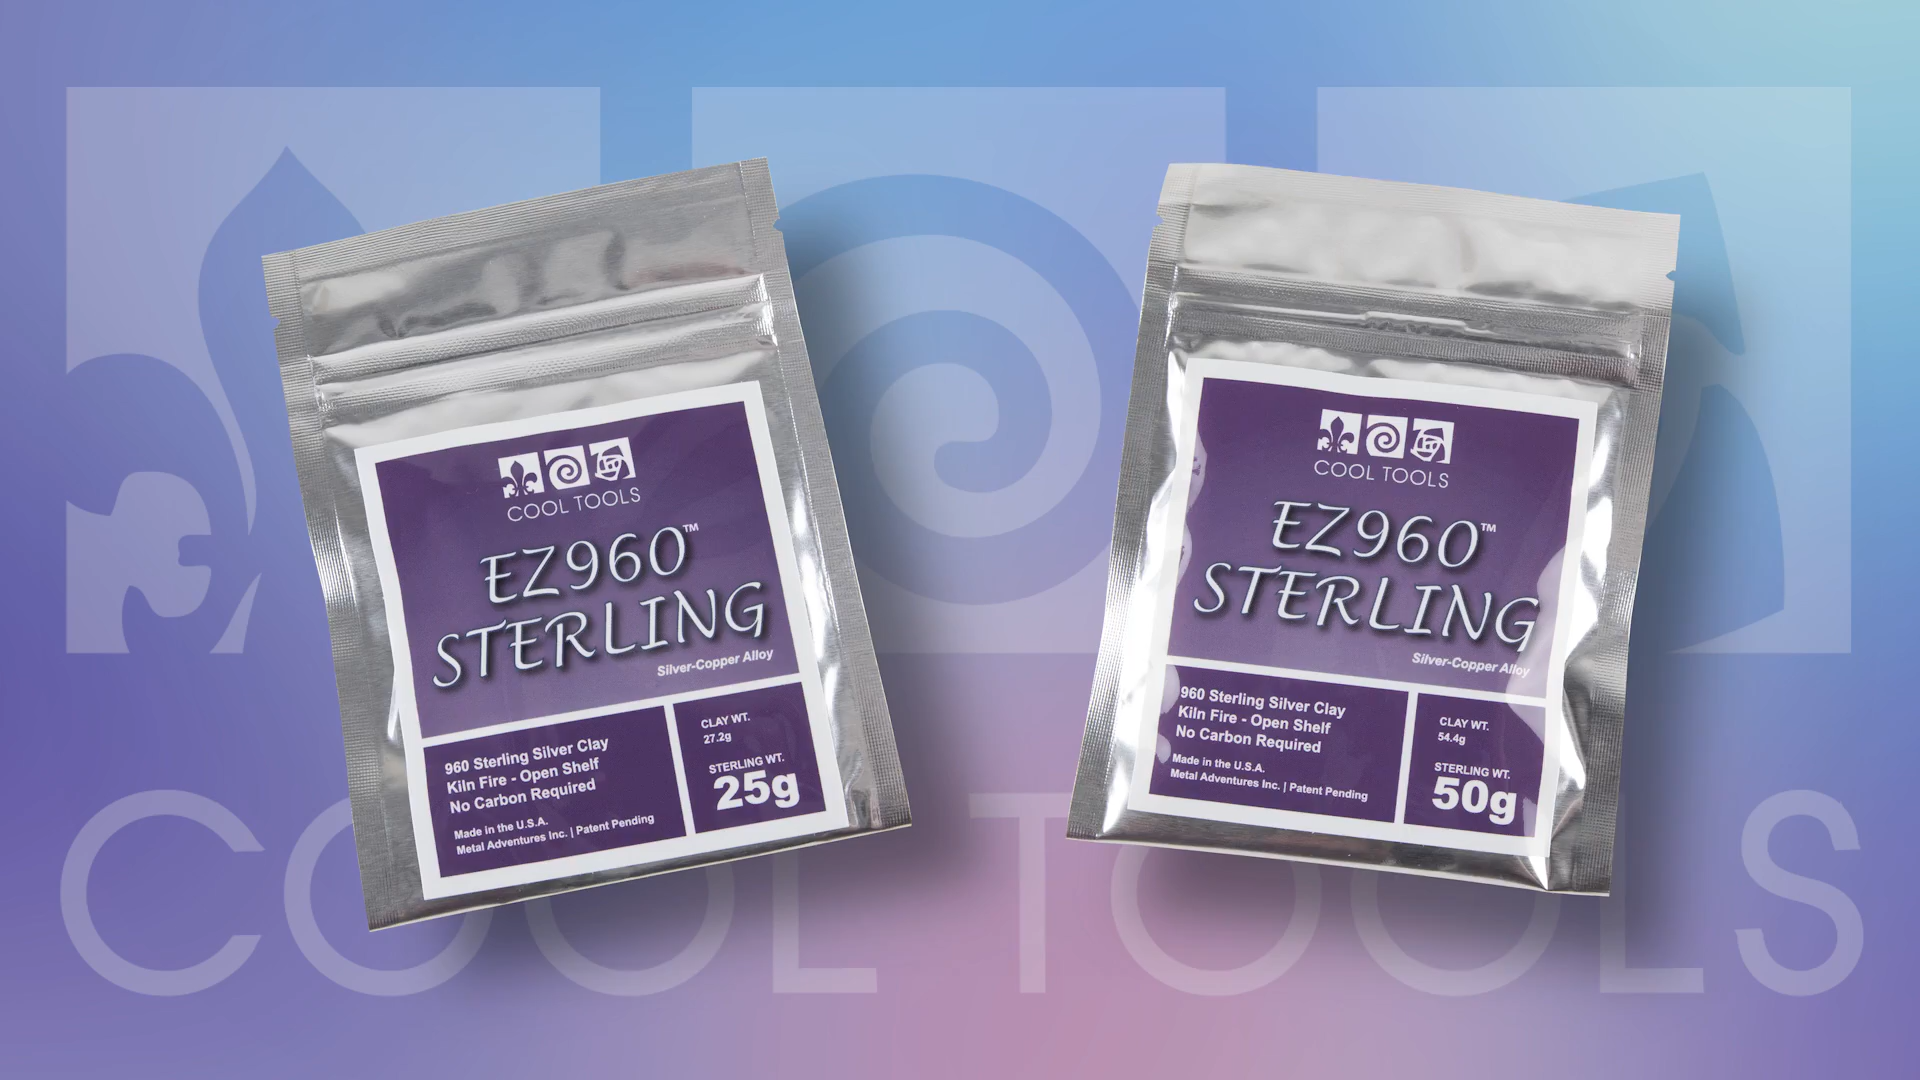 COOL TOOLS
EZ960™
STERLING
Silver-Copper Alloy
960 Sterling Silver Clay
Kiln Fire - Open Shelf
No Carbon Required
Made in the U.S.A.
Metal Adventures Inc. | Patent Pending
CLAY WT.
27.2g
STERLING WT.
25g
COOL TOOLS
EZ960™
STERLING
Silver-Copper Alloy
960 Sterling Silver Clay
Kiln Fire - Open Shelf
No Carbon Required
Made in the U.S.A.
Metal Adventures Inc. | Patent Pending
CLAY WT.
54.4g
STERLING WT.
50g
COOL TOOLS